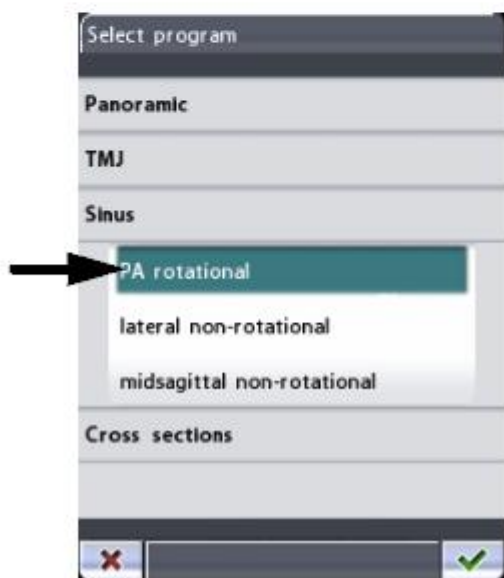 Select program
Panoramic
TMJ
Sinus
PA rotational
lateral non-rotational
midsagittal non-rotational
Cross sections